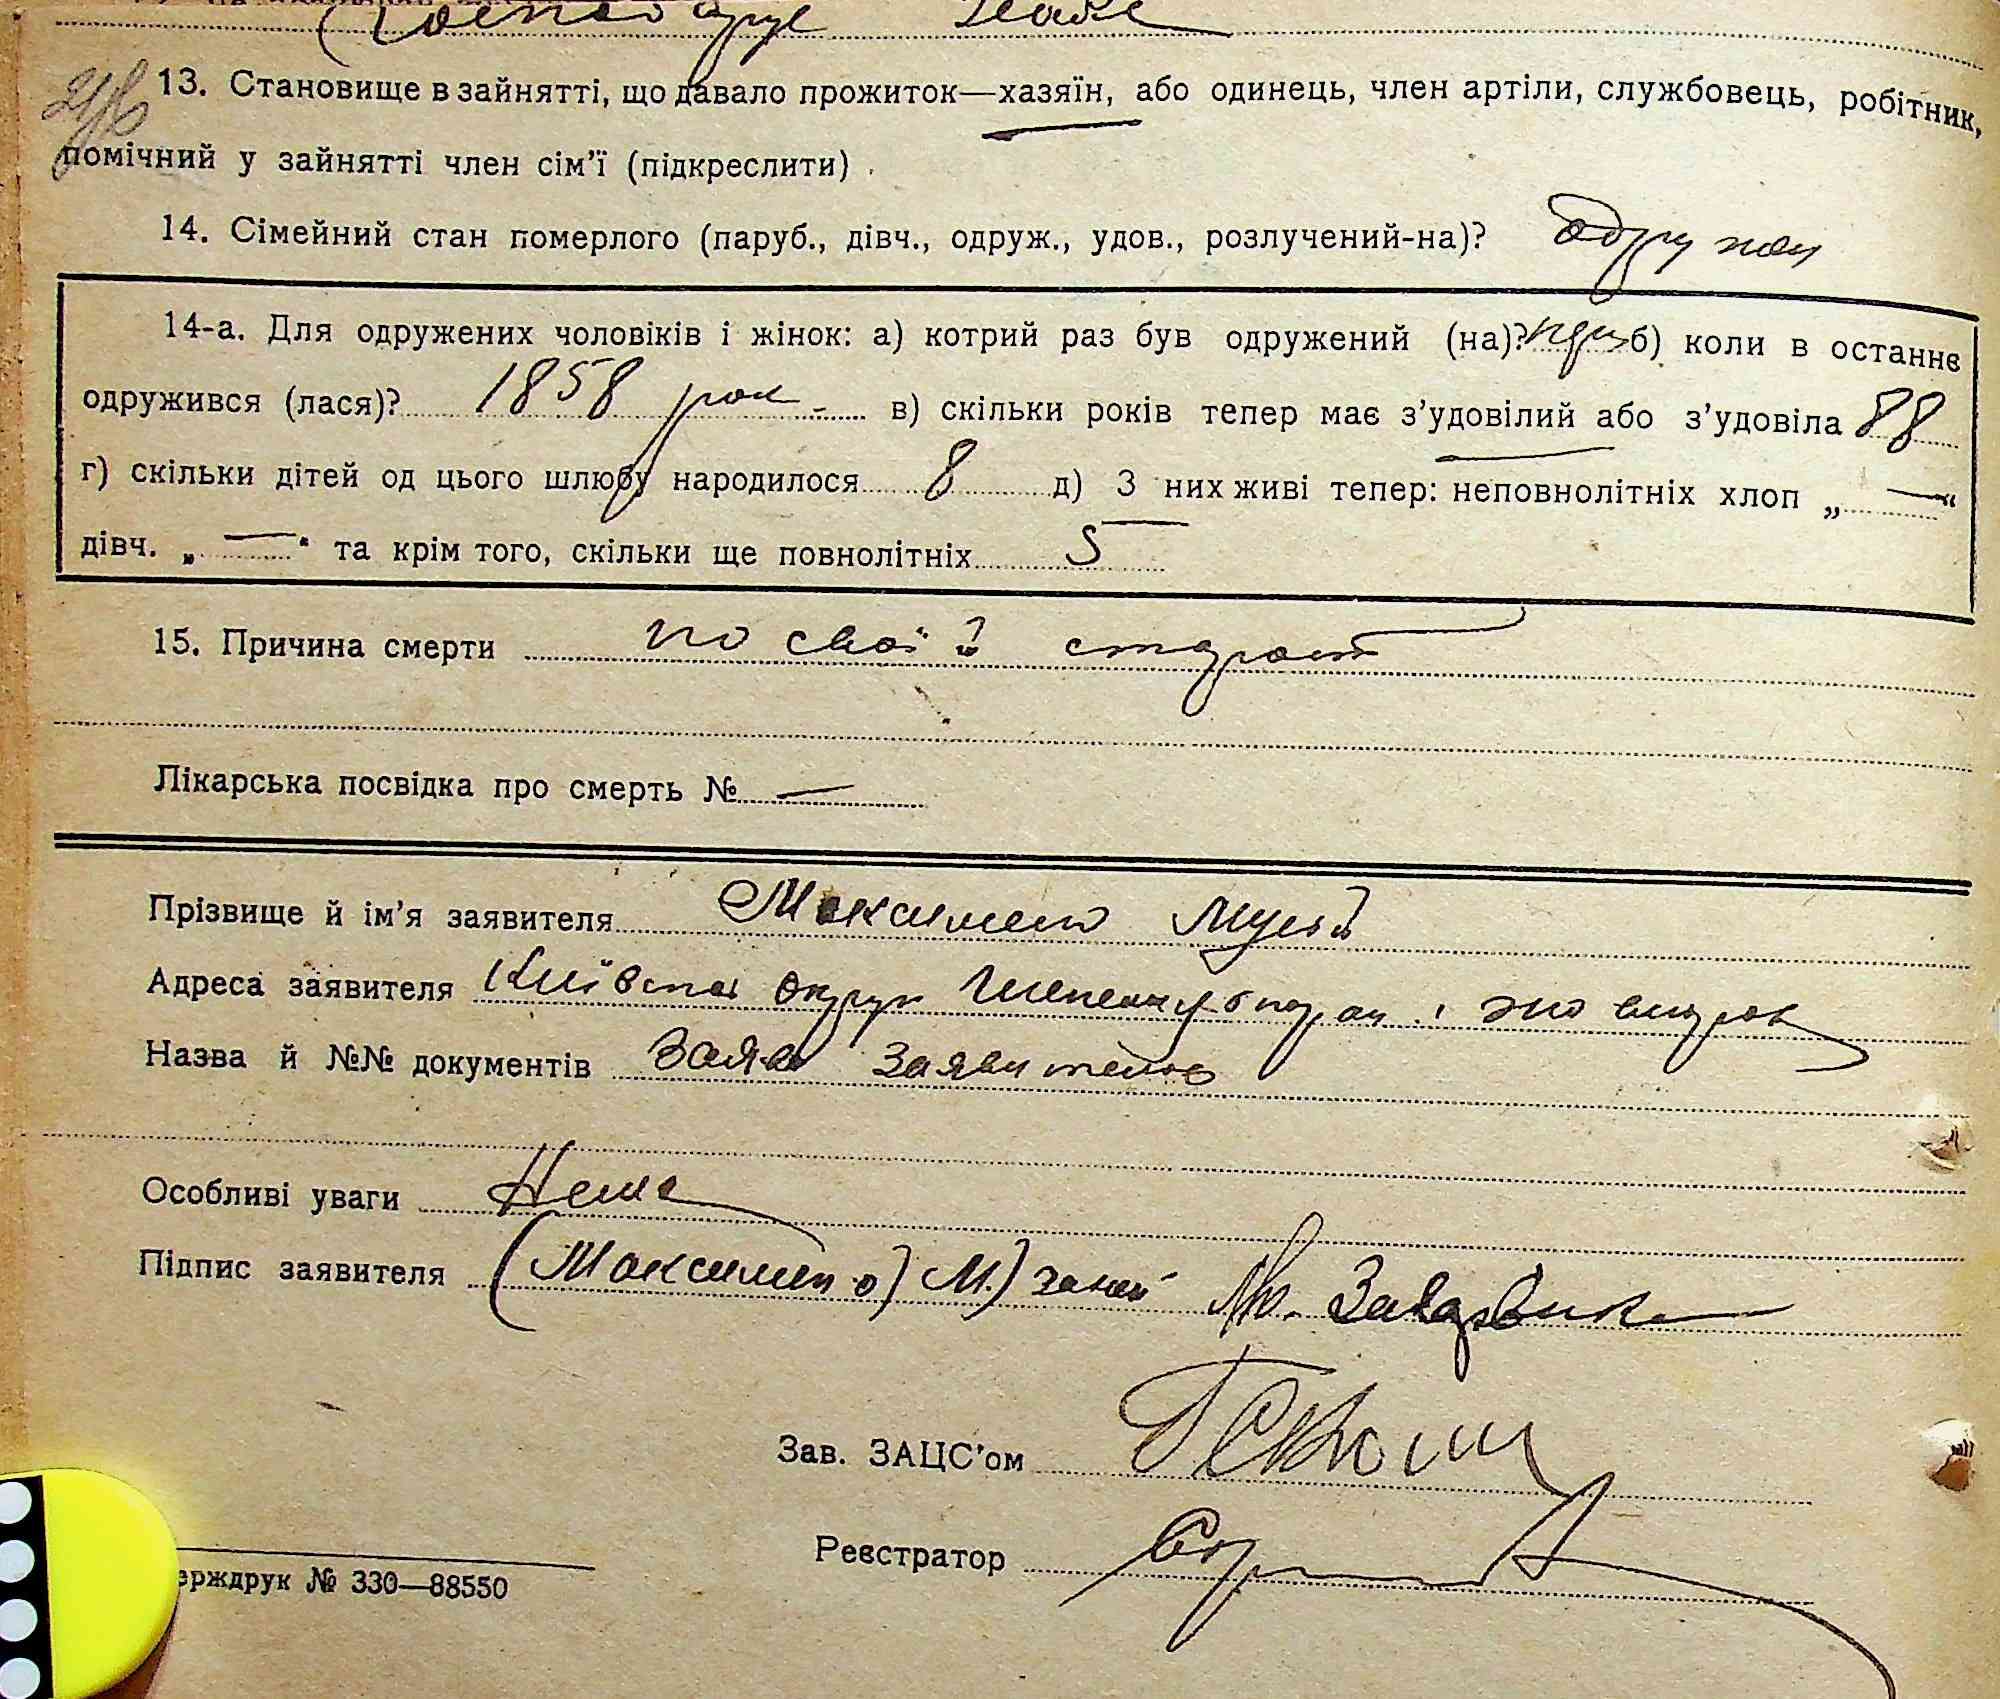 13. Становище в зайнятті, що давало прожиток—хазяїн, або одинець, член артіли, службовець, робітник,
помічний у зайнятті член сім'ї (підкреслити)
14. Сімейний стан померлого (паруб., дівч., одруж., удов., розлучений-на)?
14-а. Для одружених чоловіків і жінок: а) котрий раз був одружений (на)? б) коли в останнє
одружився (лася)? 1858 рок в) скільки років тепер має з'удовілий або з'удовіла 88
г) скільки дітей од цього шлюбу народилося 8 д) З них живі тепер: неповнолітніх хлоп „—“
дівч. „—“ та крім того, скільки ще повнолітніх 5
15. Причина смерти по своїй старост
Лікарська посвідка про смерть № —
Прізвище й ім'я заявителя Максименко
Адреса заявителя Київська округ
Назва й №№ документів Заява заявителя
Особливі уваги Нема
Підпис заявителя (Максименко) М.)
Зав. ЗАЦС'ом
Реєстратор
ерждрук № 330—88550